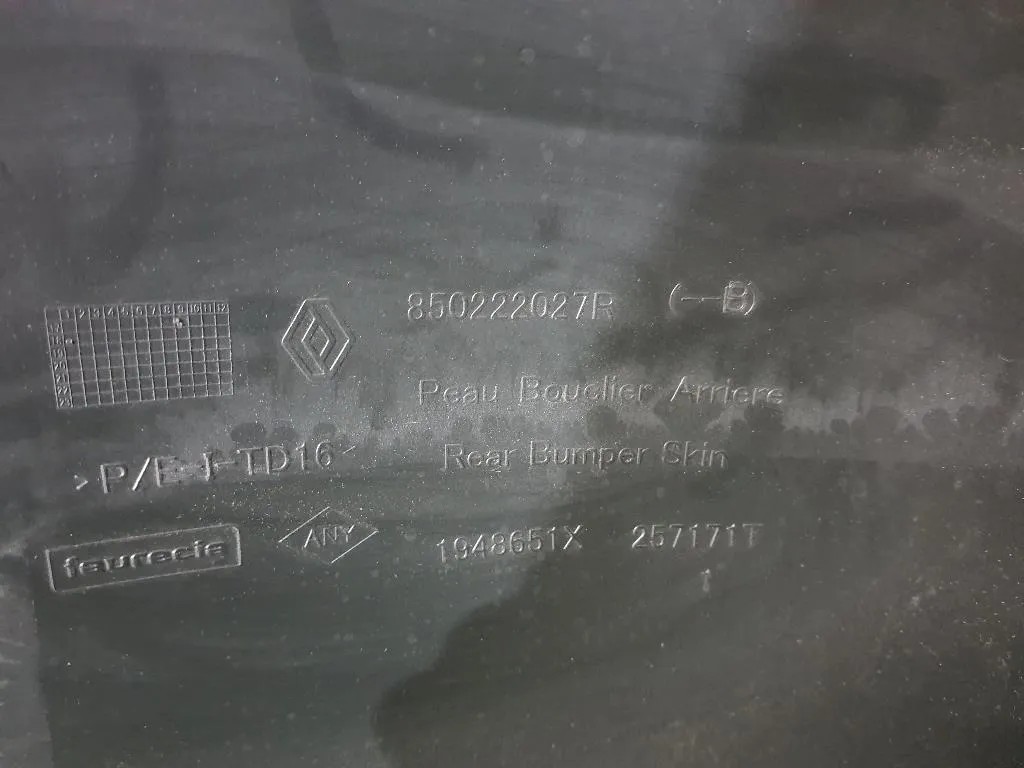 850222027R (—B)
Peau Bouclier Arriere
>P/E-I-TD16<
Rear Bumper Skin
faurecia
ANY
1948651X 257171T